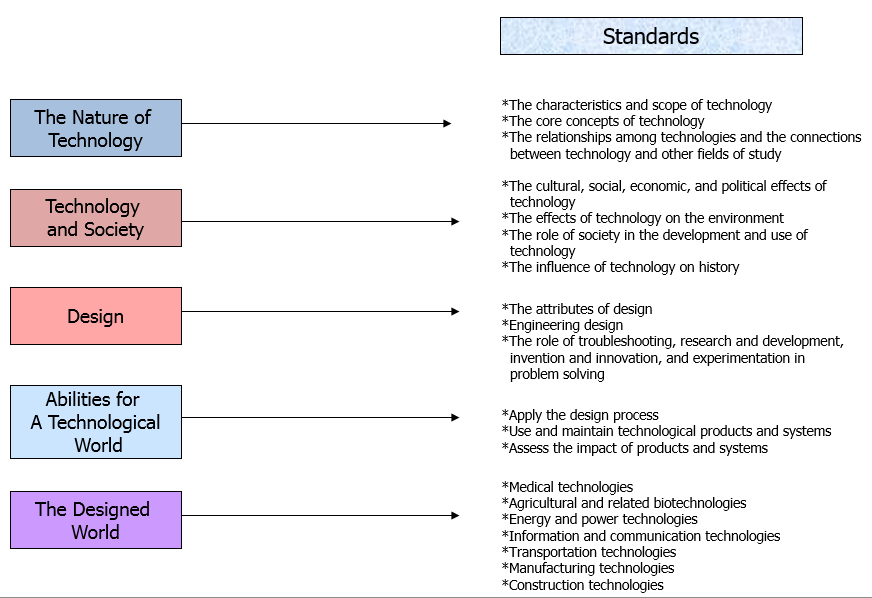 Standards
The Nature of
Technology
*The characteristics and scope of technology
*The core concepts of technology
*The relationships among technologies and the connections
between technology and other fields of study
Technology
and Society
*The cultural, social, economic, and political effects of
technology
*The effects of technology on the environment
*The role of society in the development and use of
technology
*The influence of technology on history
Design
*The attributes of design
*Engineering design
*The role of troubleshooting, research and development,
invention and innovation, and experimentation in
problem solving
Abilities for
A Technological
World
*Apply the design process
*Use and maintain technological products and systems
*Assess the impact of products and systems
The Designed
World
*Medical technologies
*Agricultural and related biotechnologies
*Energy and power technologies
*Information and communication technologies
*Transportation technologies
*Manufacturing technologies
*Construction technologies